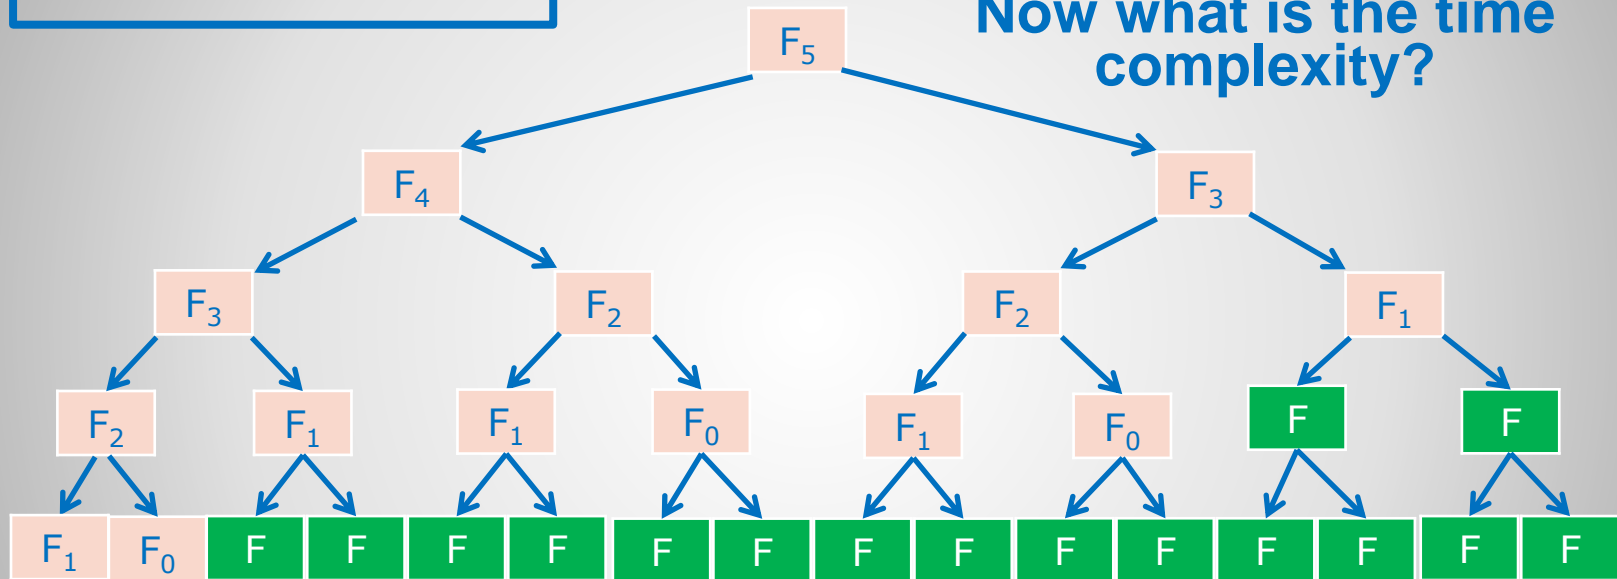 Now what is the time
complexity?
F₅
F₄ F₃
F₃ F₂ F₂ F₁
F₂ F₁ F₁ F₀ F₁ F₀ F F
F₁ F₀ F F F F F F F F F F F F F F